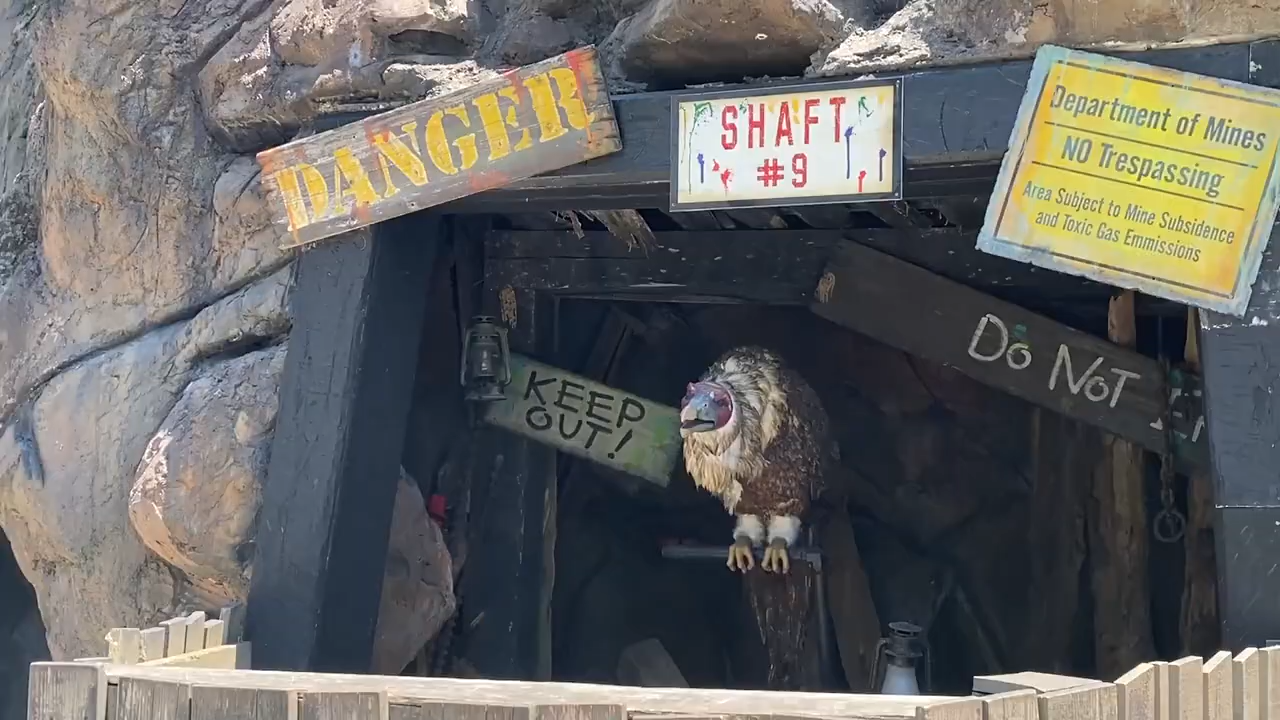 DANGER
SHAFT
#9
Department of Mines
NO Trespassing
Area Subject to Mine Subsidence
and Toxic Gas Emmissions
KEEP
OUT!
DO NOT